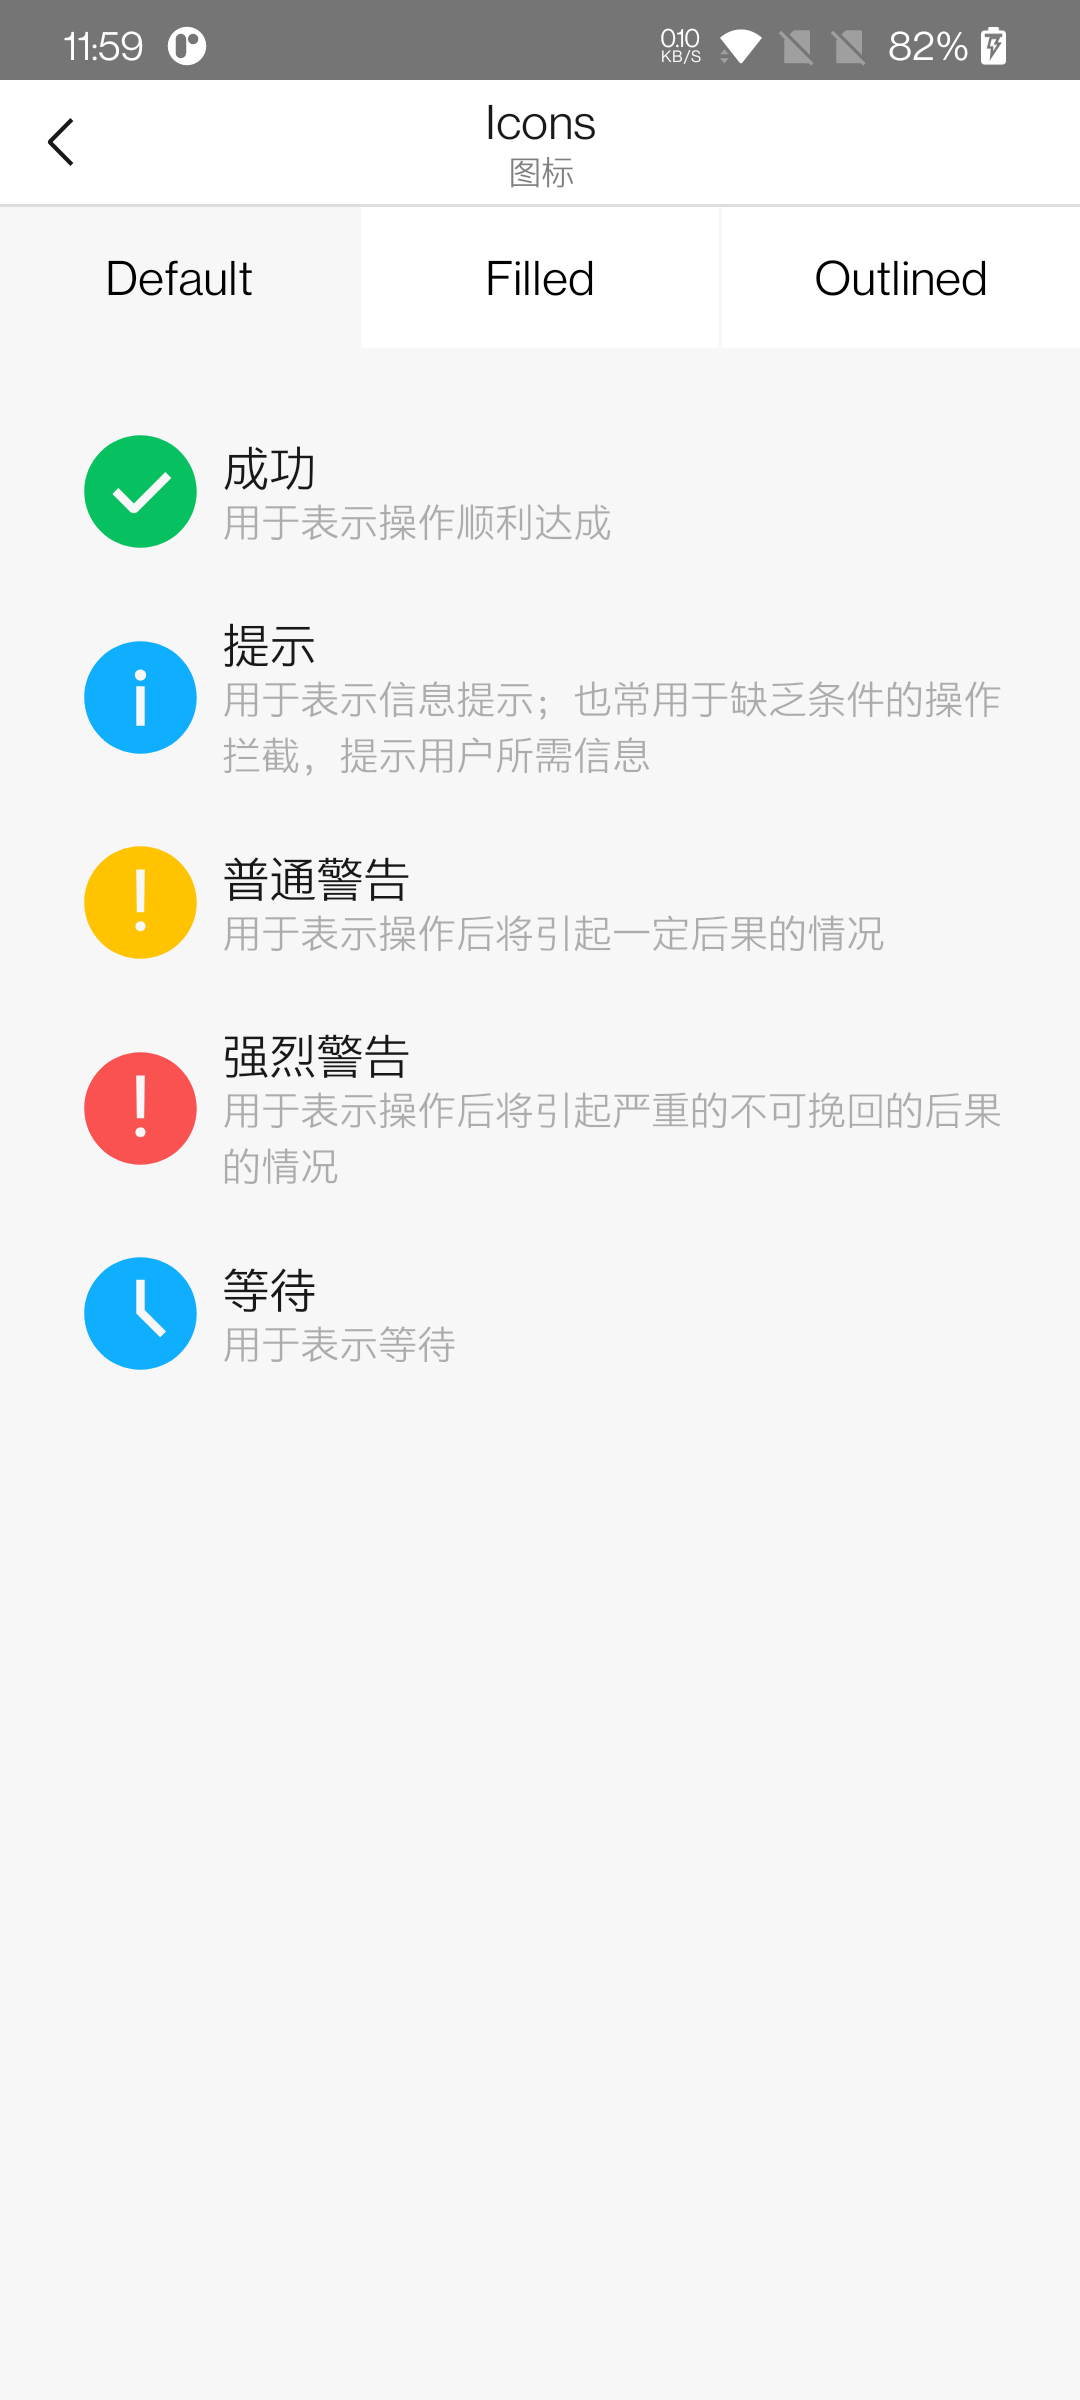 11:59
0.10
KB/S
82%
Icons
图标
Default
Filled
Outlined
成功
用于表示操作顺利达成
提示
用于表示信息提示；也常用于缺乏条件的操作
拦截，提示用户所需信息
普通警告
用于表示操作后将引起一定后果的情况
强烈警告
用于表示操作后将引起严重的不可挽回的后果
的情况
等待
用于表示等待